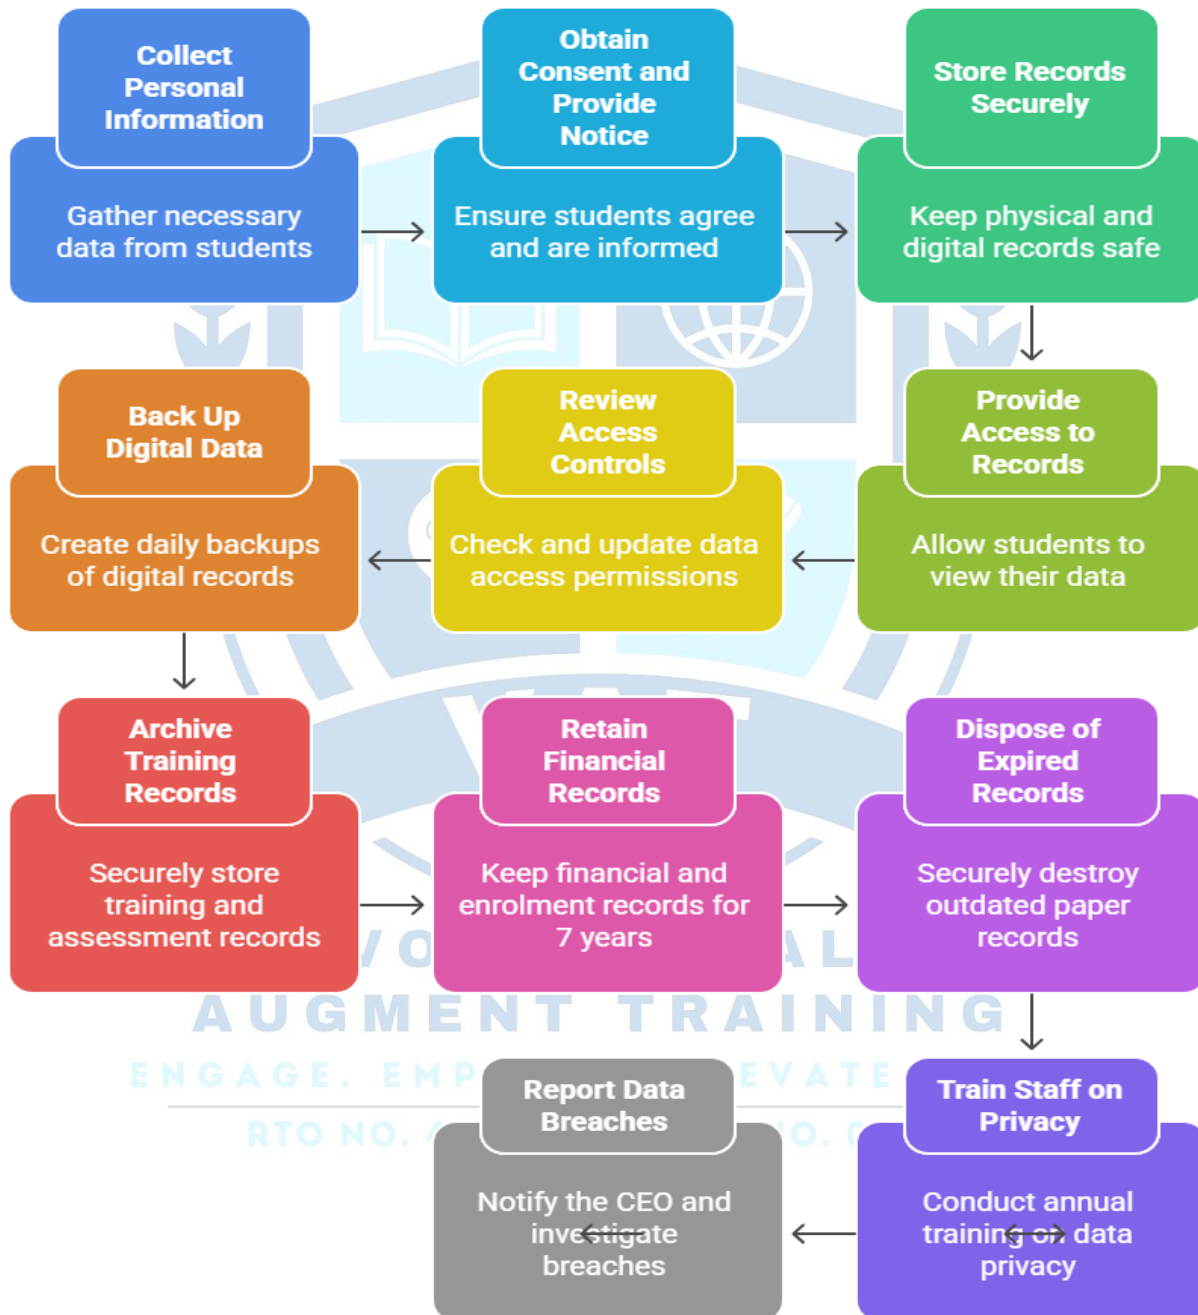 Collect
Personal
Information
Gather necessary
data from students
Obtain
Consent and
Provide
Notice
Ensure students agree
and are informed
Store Records
Securely
Keep physical and
digital records safe
Provide
Access to
Records
Allow students to
view their data
Review
Access
Controls
Check and update data
access permissions
Back Up
Digital Data
Create daily backups
of digital records
Archive
Training
Records
Securely store
training and
assessment records
Retain
Financial
Records
Keep financial and
enrolment records for
7 years
Dispose of
Expired
Records
Securely destroy
outdated paper
records
AUGMENT TRAINING
ENGAGE.
RTO NO.
Train Staff on
Privacy
Conduct annual
training on data
privacy
Report Data
Breaches
Notify the CEO and
investigate
breaches